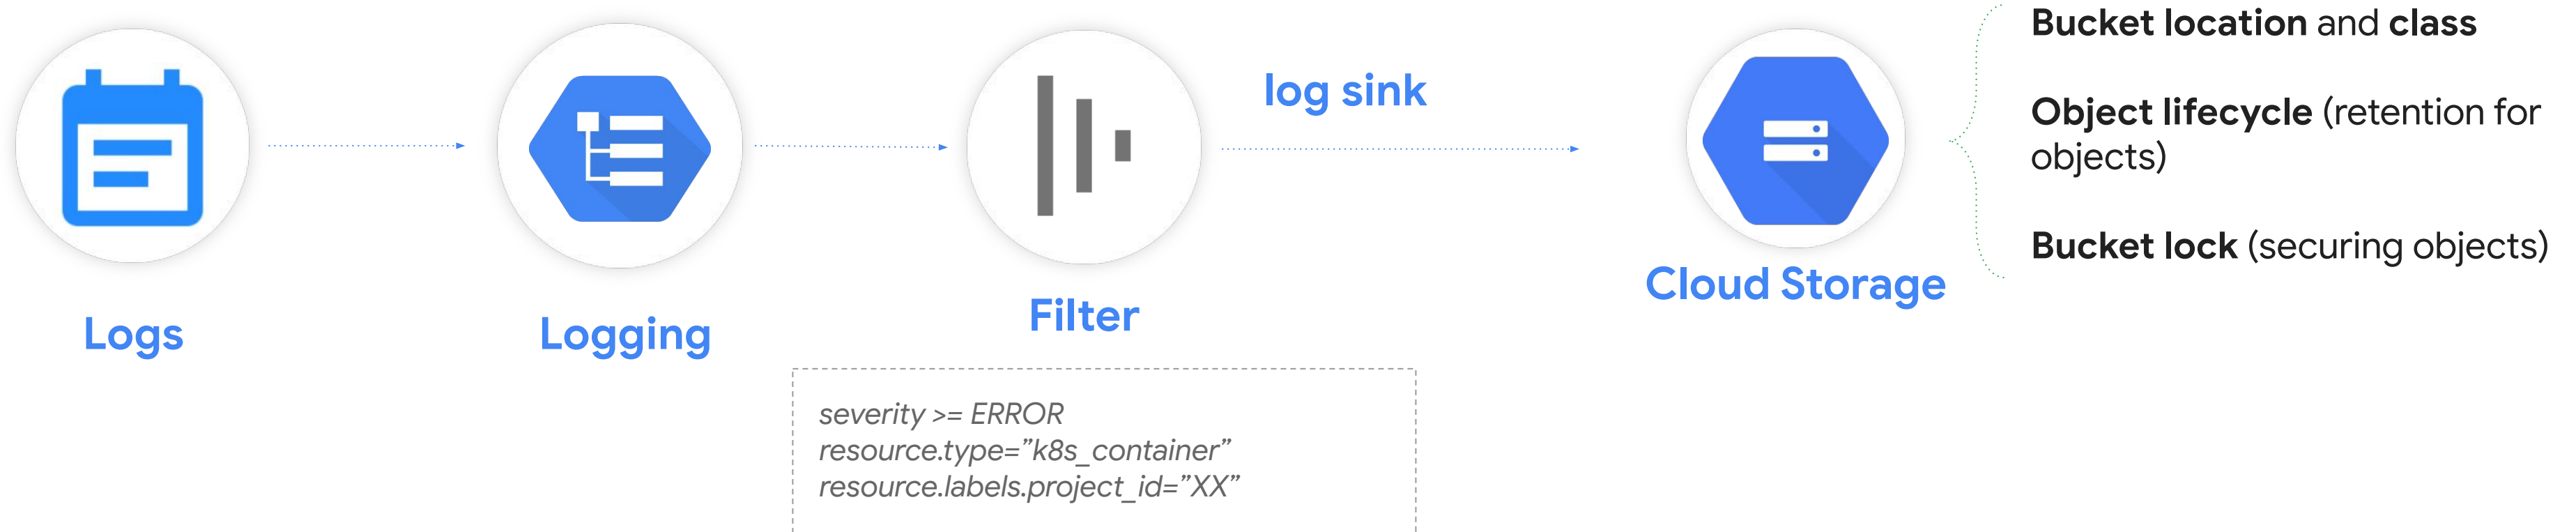 Logs
Logging
Filter
severity >= ERROR
resource.type=”k8s_container”
resource.labels.project_id=”XX”
log sink
Cloud Storage
Bucket location and class
Object lifecycle (retention for
objects)
Bucket lock (securing objects)